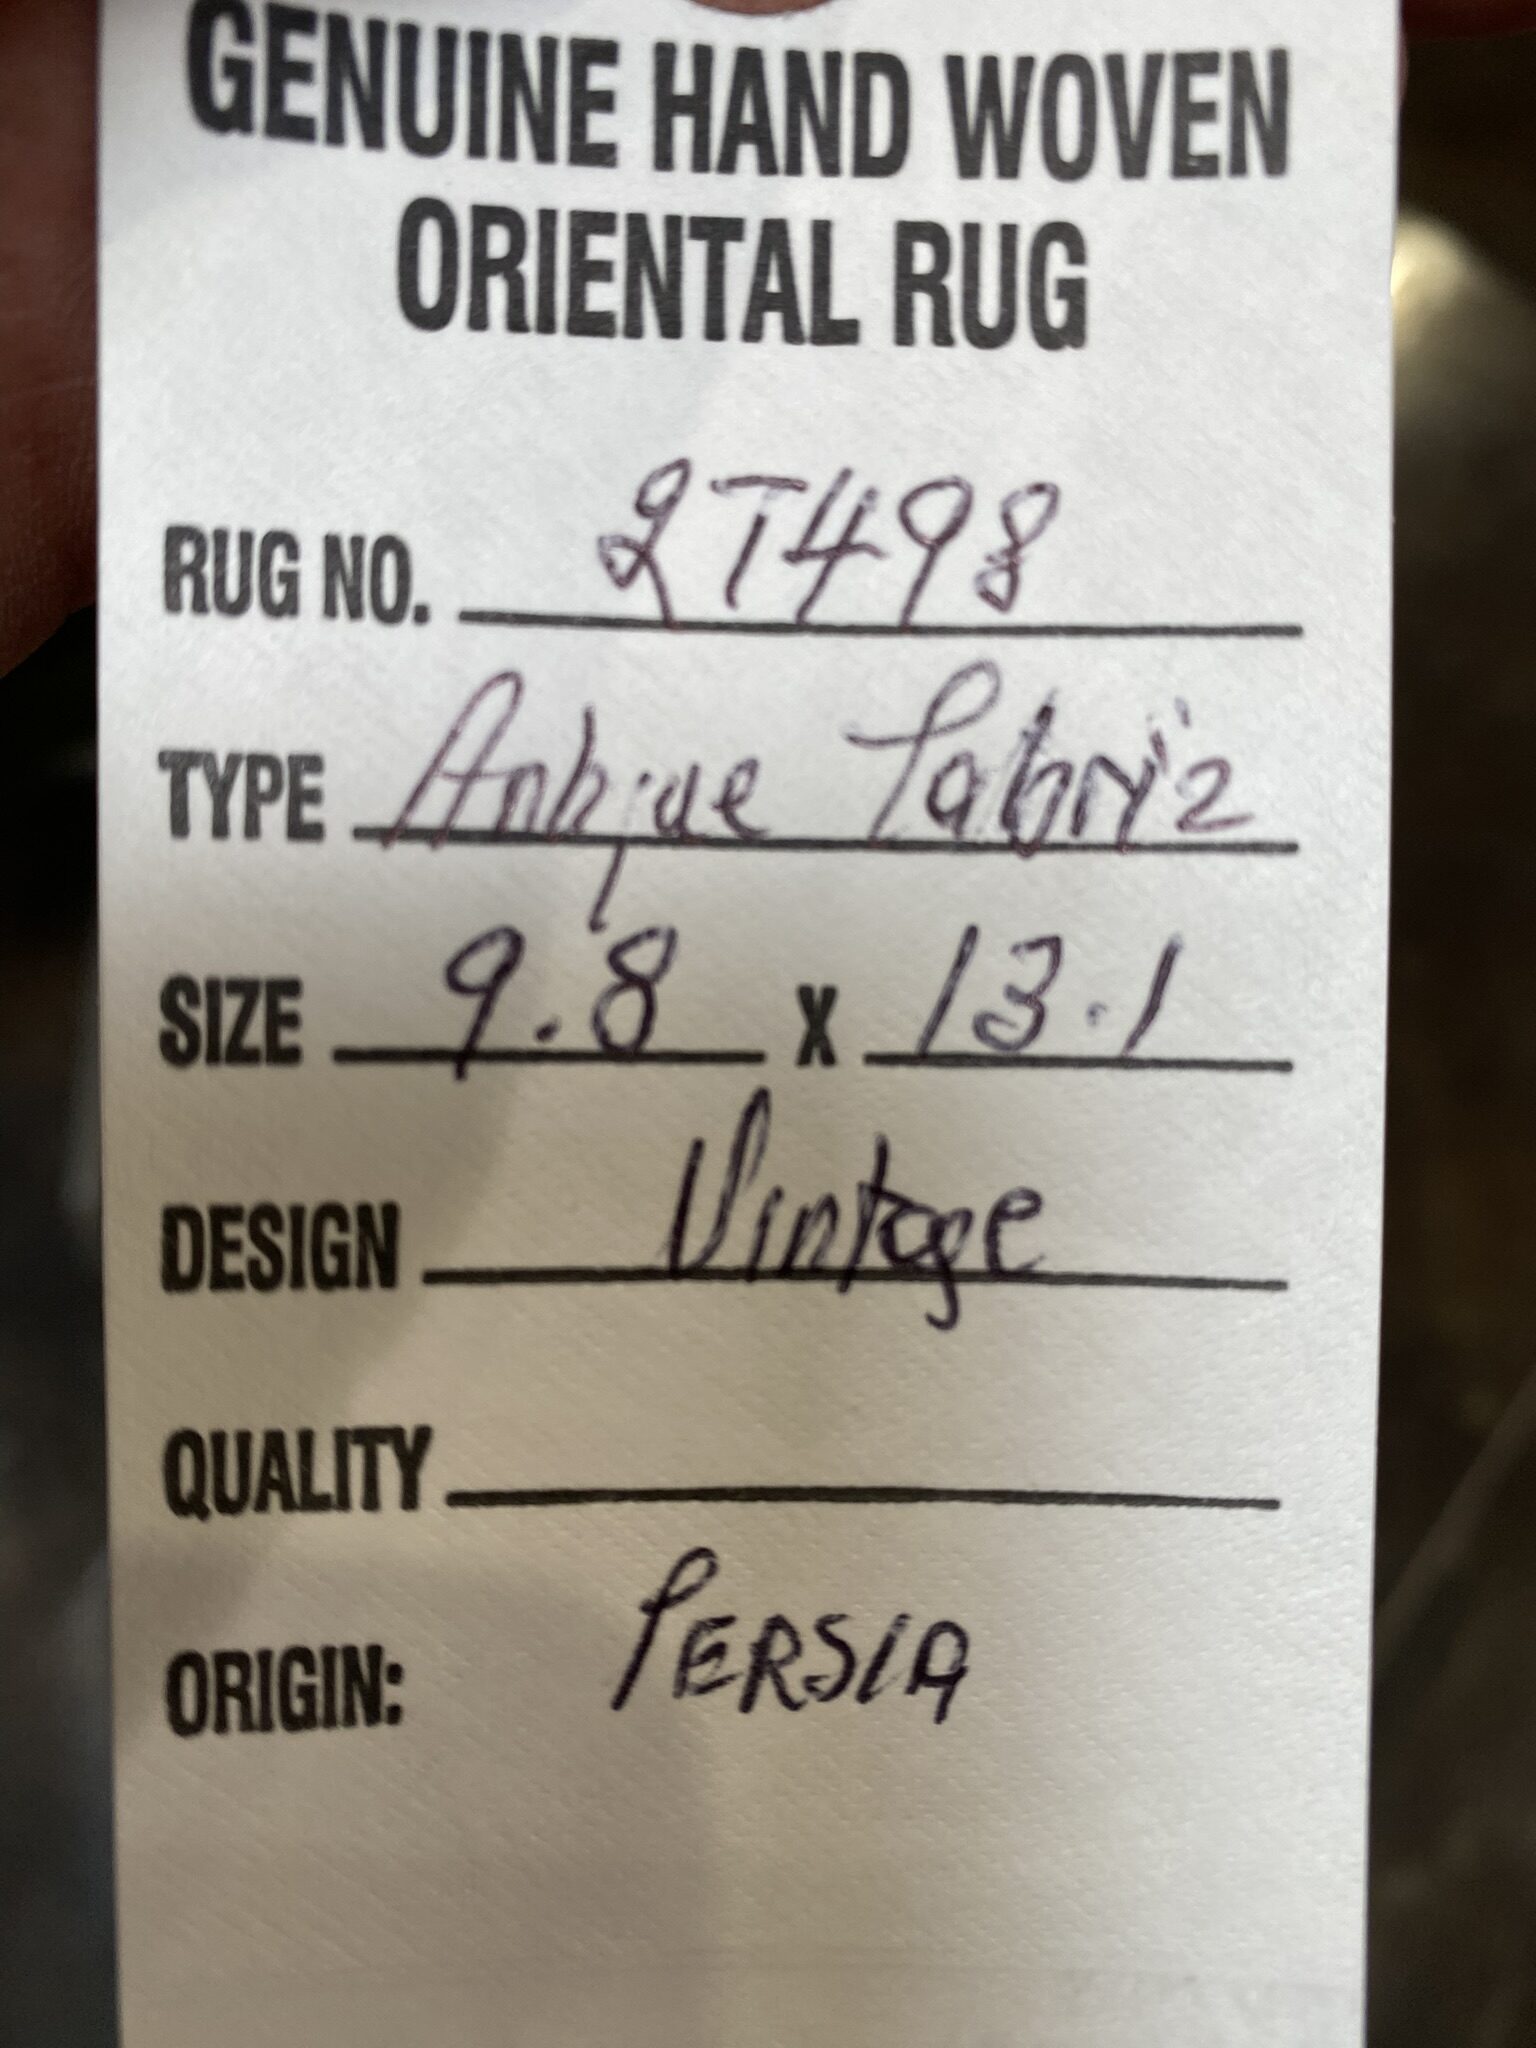 GENUINE HAND WOVEN
ORIENTAL RUG
RUG NO. 2T498
TYPE Antique Tabriz
SIZE 9.8 X 13.1
DESIGN Vintage
QUALITY
ORIGIN: PERSIA